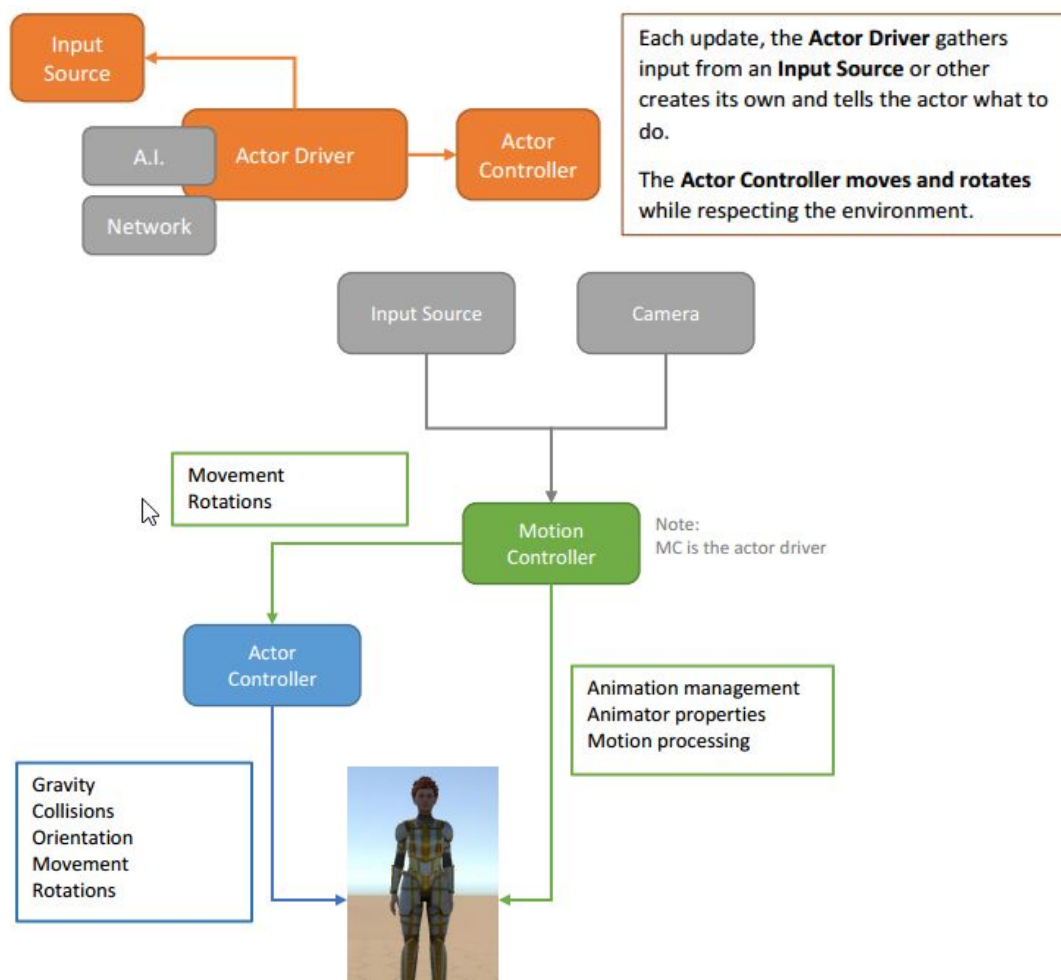 Input
Source
Each update, the Actor Driver gathers
input from an Input Source or other
creates its own and tells the actor what to
do.
The Actor Controller moves and rotates
while respecting the environment.
A.I.
Actor Driver
Actor
Controller
Network
Input Source
Camera
Movement
Rotations
Motion
Controller
Note:
MC is the actor driver
Actor
Controller
Animation management
Animator properties
Motion processing
Gravity
Collisions
Orientation
Movement
Rotations